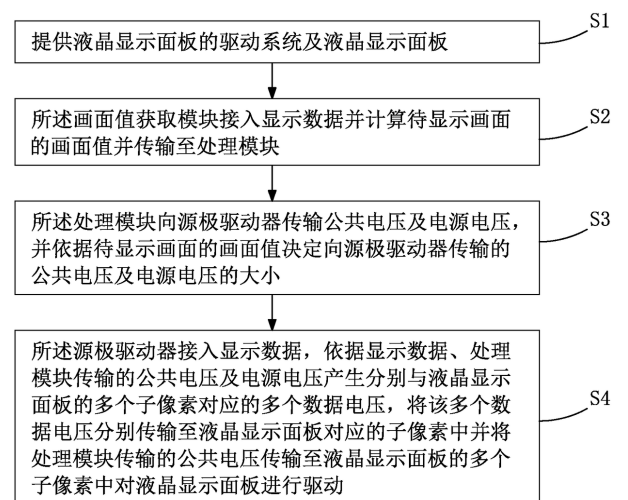 提供液晶显示面板的驱动系统及液晶显示面板
S1
所述画面值获取模块接入显示数据并计算待显示画面
的画面值并传输至处理模块
S2
所述处理模块向源极驱动器传输公共电压及电源电压，
并依据待显示画面的画面值决定向源极驱动器传输的
公共电压及电源电压的大小
S3
所述源极驱动器接入显示数据，依据显示数据、处理
模块传输的公共电压及电源电压产生分别与液晶显示
面板的多个子像素对应的多个数据电压，将该多个数
据电压分别传输至液晶显示面板对应的子像素中并将
处理模块传输的公共电压传输至液晶显示面板的多个
子像素中对液晶显示面板进行驱动
S4